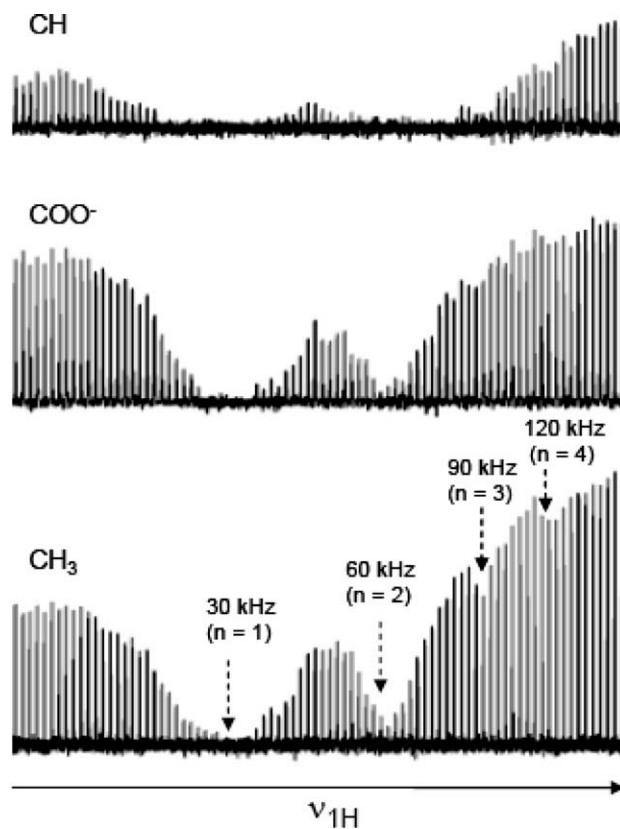 CH
COO⁻
120 kHz
(n = 4)
90 kHz
(n = 3)
CH₃
60 kHz
(n = 2)
30 kHz
(n = 1)
ν₁H